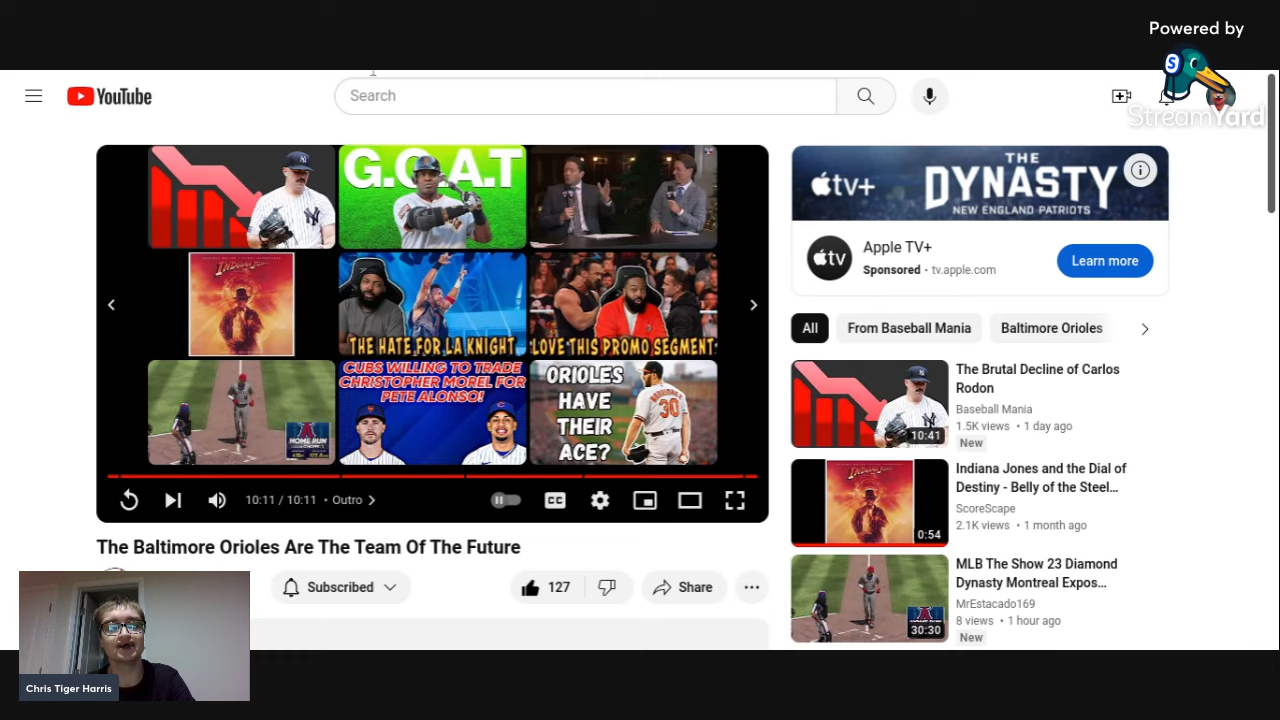 Powered by
StreamYard
YouTube
Search
G.O.A.T
INDIANA JONES
THE HATE FOR LA KNIGHT
LOVE THIS PROMO SEGMENT
HOME RUN
CUBS WILLING TO TRADE
CHRISTOPHER MOREL FOR
PETE ALONSO!
ORIOLES
HAVE
THEIR
ACE?
30
10:11 / 10:11 • Outro
CC
The Baltimore Orioles Are The Team Of The Future
Subscribed
127
Share
Chris Tiger Harris
tv+
THE
DYNASTY
NEW ENGLAND PATRIOTS
tv
Apple TV+
Sponsored · tv.apple.com
Learn more
All
From Baseball Mania
Baltimore Orioles
10:41
The Brutal Decline of Carlos
Rodon
Baseball Mania
1.5K views • 1 day ago
New
0:54
Indiana Jones and the Dial of
Destiny - Belly of the Steel...
ScoreScape
2.1K views • 1 month ago
30:30
MLB The Show 23 Diamond
Dynasty Montreal Expos...
MrEstacado169
8 views • 1 hour ago
New